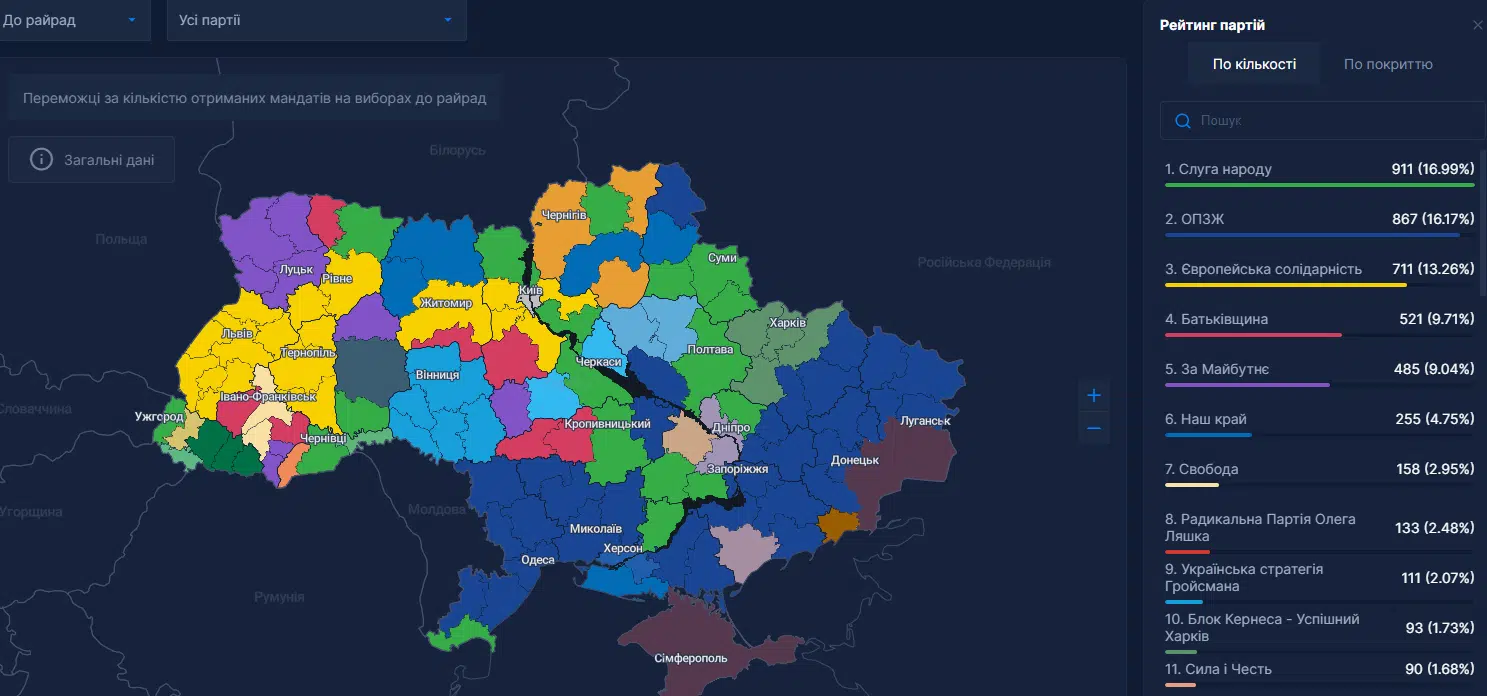 До райрад
Усі партії
Переможці за кількістю отриманих мандатів на виборах до райрад
Загальні дані
Білорусь
Польща
Російська Федерація
Словаччина
Угорщина
Молдова
Румунія
Чернігів
Суми
Луцьк
Рівне
Київ
Житомир
Харків
Львів
Тернопіль
Полтава
Черкаси
Вінниця
Івано-Франківськ
Ужгород
Луганськ
Кропивницький
Дніпро
Чернівці
Донецьк
Запоріжжя
Миколаїв
Херсон
Одеса
Сімферополь
+
−
Рейтинг партій
×
По кількості
По покриттю
Пошук
1. Слуга народу 911 (16.99%)
2. ОПЗЖ 867 (16.17%)
3. Європейська солідарність 711 (13.26%)
4. Батьківщина 521 (9.71%)
5. За Майбутнє 485 (9.04%)
6. Наш край 255 (4.75%)
7. Свобода 158 (2.95%)
8. Радикальна Партія Олега
Ляшка 133 (2.48%)
9. Українська стратегія
Гройсмана 111 (2.07%)
10. Блок Кернеса - Успішний
Харків 93 (1.73%)
11. Сила і Честь 90 (1.68%)